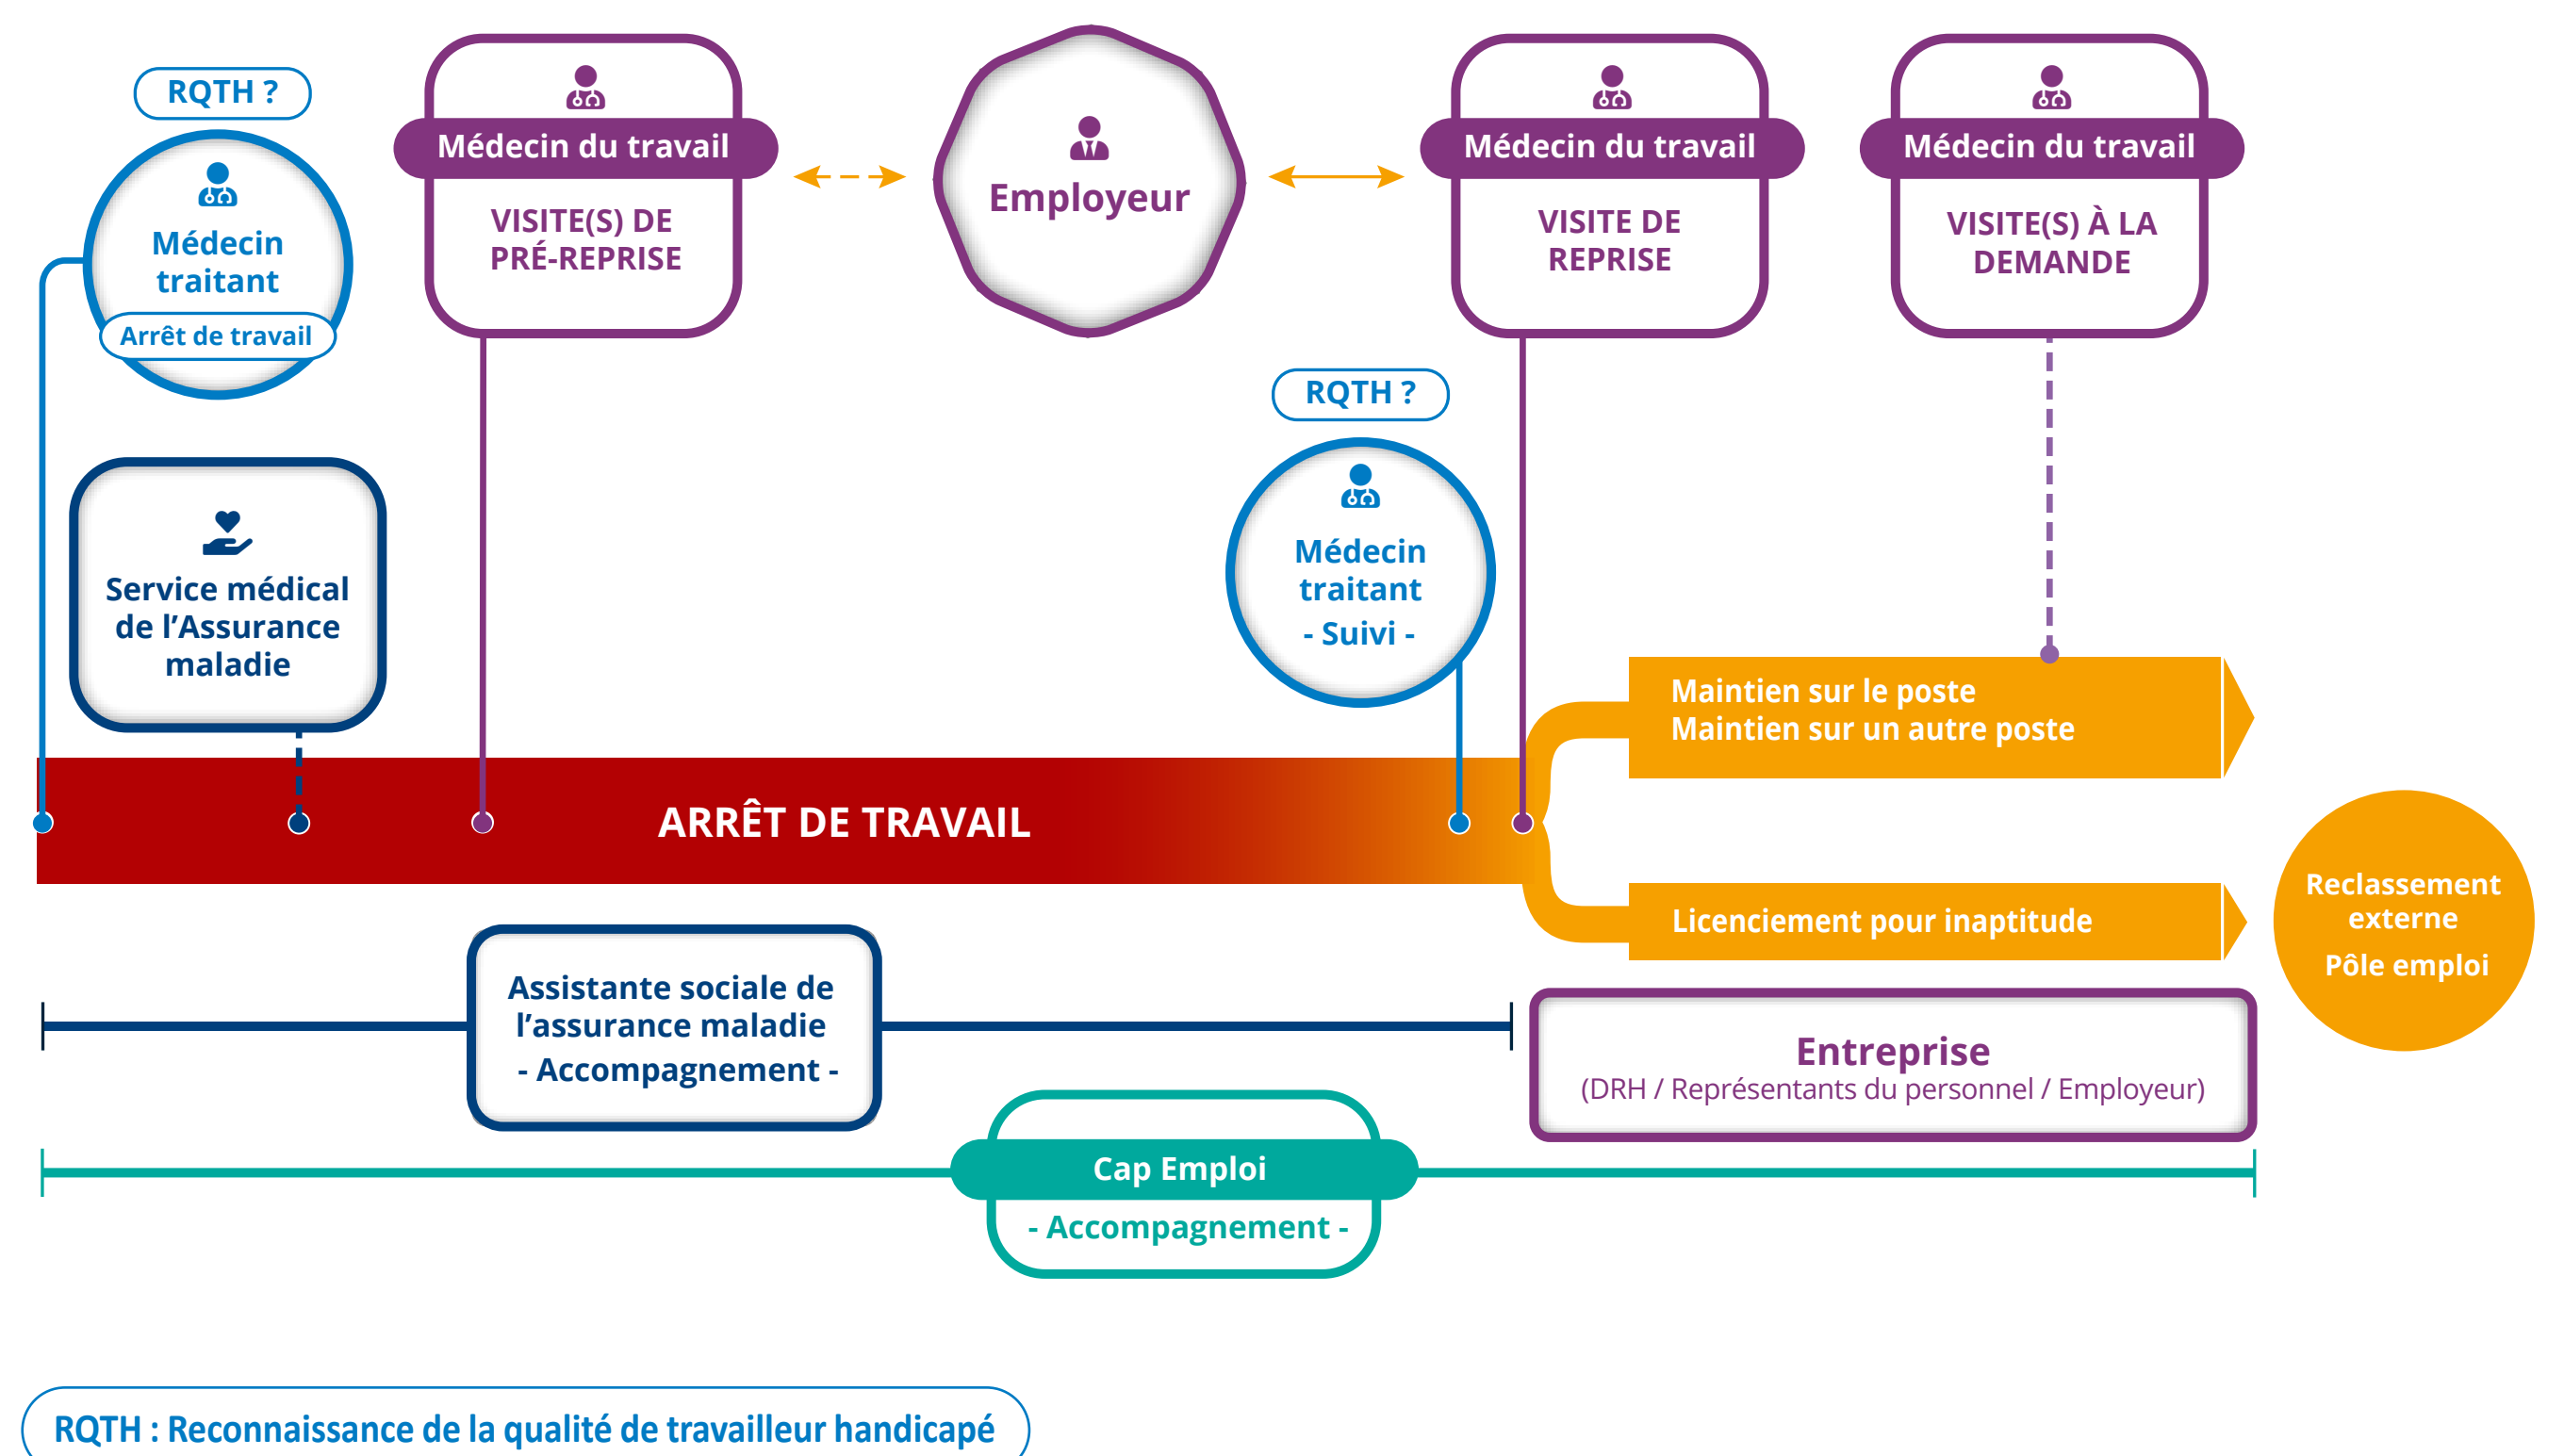 RQTH ?
Médecin
traitant
Arrêt de travail
Médecin du travail
VISITE(S) DE
PRÉ-REPRISE
Employeur
Médecin du travail
VISITE DE
REPRISE
Médecin du travail
VISITE(S) À LA
DEMANDE
RQTH ?
Médecin
traitant
- Suivi -
Service médical
de l’Assurance
maladie
Maintien sur le poste
Maintien sur un autre poste
ARRÊT DE TRAVAIL
Licenciement pour inaptitude
Reclassement
externe
Pôle emploi
Assistante sociale de
l’assurance maladie
- Accompagnement -
Entreprise
(DRH / Représentants du personnel / Employeur)
Cap Emploi
- Accompagnement -
RQTH : Reconnaissance de la qualité de travailleur handicapé